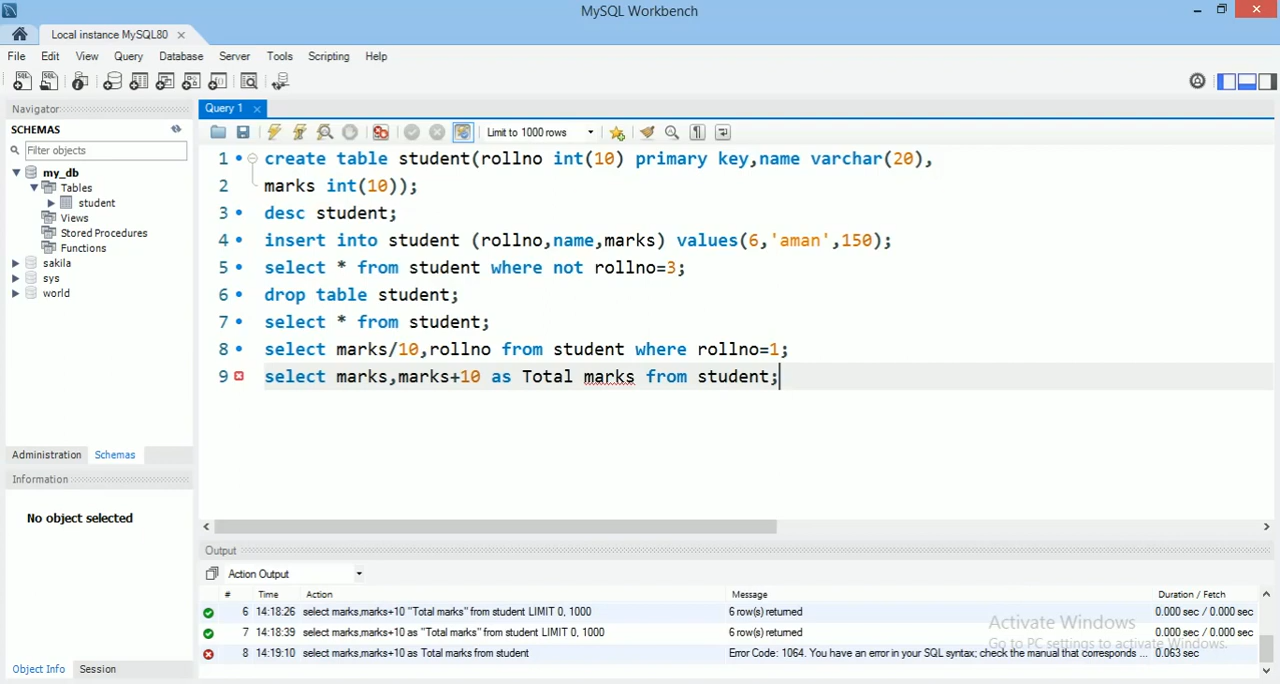 MySQL Workbench
Local instance MySQL80 ×
File Edit View Query Database Server Tools Scripting Help
Navigator
Query 1 ×
SCHEMAS
Limit to 1000 rows
Filter objects
my_db
Tables
student
Views
Stored Procedures
Functions
sakila
sys
world
1 create table student(rollno int(10) primary key,name varchar(20),
2 marks int(10));
3 desc student;
4 insert into student (rollno,name,marks) values(6,'aman',150);
5 select * from student where not rollno=3;
6 drop table student;
7 select * from student;
8 select marks/10,rollno from student where rollno=1;
9 select marks,marks+10 as Total marks from student;
Administration Schemas
Information
No object selected
Output
Action Output
# Time Action Message Duration / Fetch
6 14:18:26 select marks,marks+10 "Total marks" from student LIMIT 0, 1000 6 row(s) returned 0.000 sec / 0.000 sec
7 14:18:39 select marks,marks+10 as "Total marks" from student LIMIT 0, 1000 6 row(s) returned 0.000 sec / 0.000 sec
8 14:19:10 select marks,marks+10 as Total marks from student Error Code: 1064. You have an error in your SQL syntax; check the manual that corresponds ... 0.063 sec
Activate Windows
Go to PC settings to activate Windows.
Object Info Session